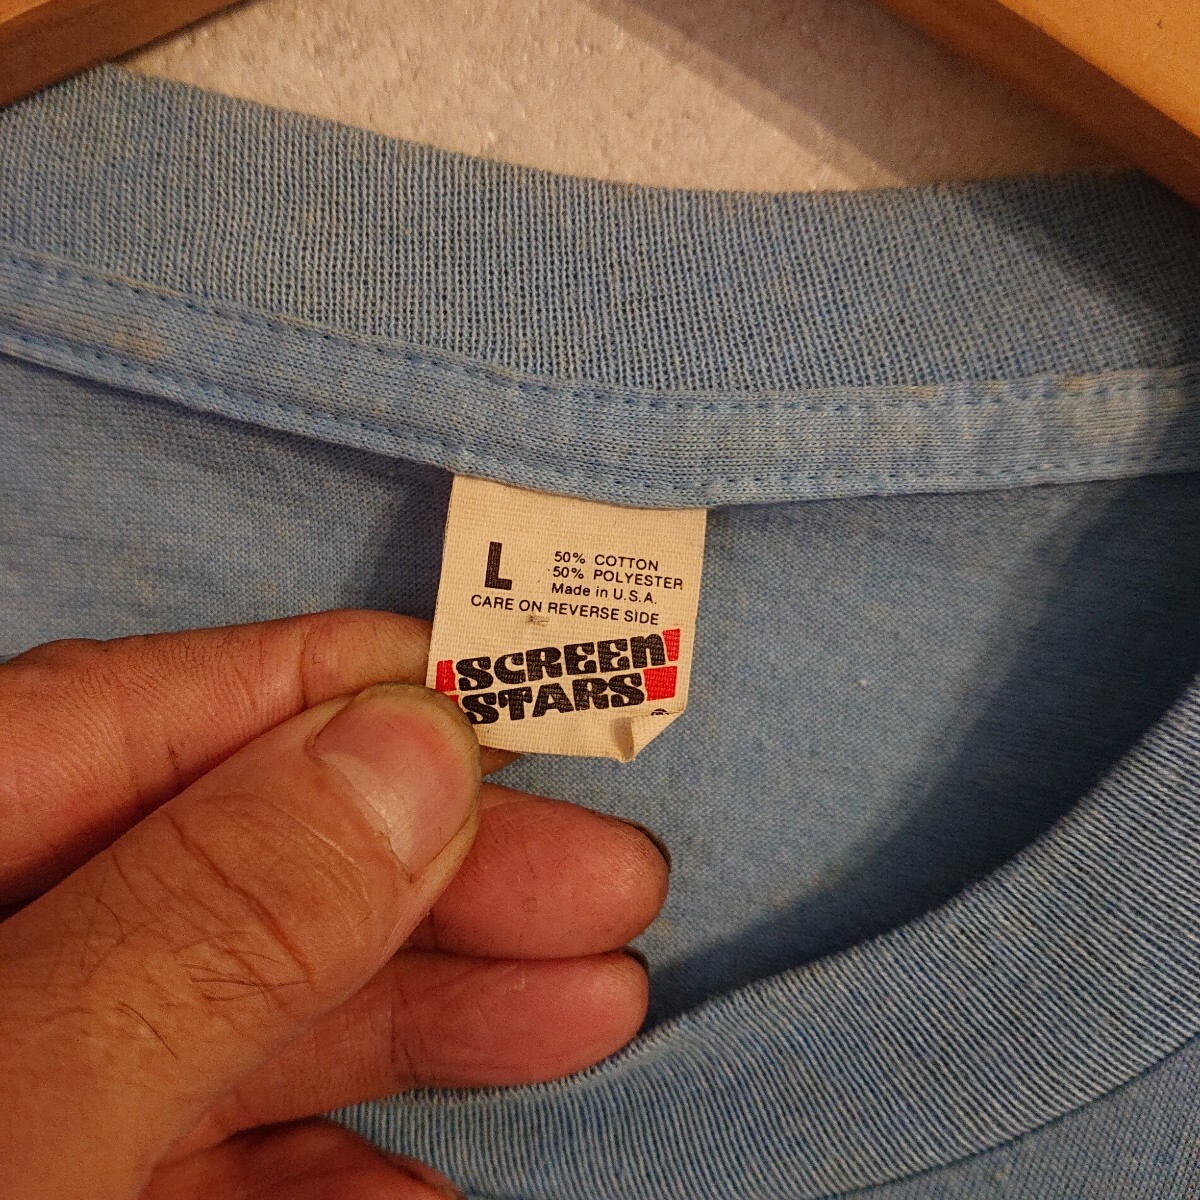 L
50% COTTON
50% POLYESTER
Made in U.S.A.
CARE ON REVERSE SIDE
SCREEN
STARS
®